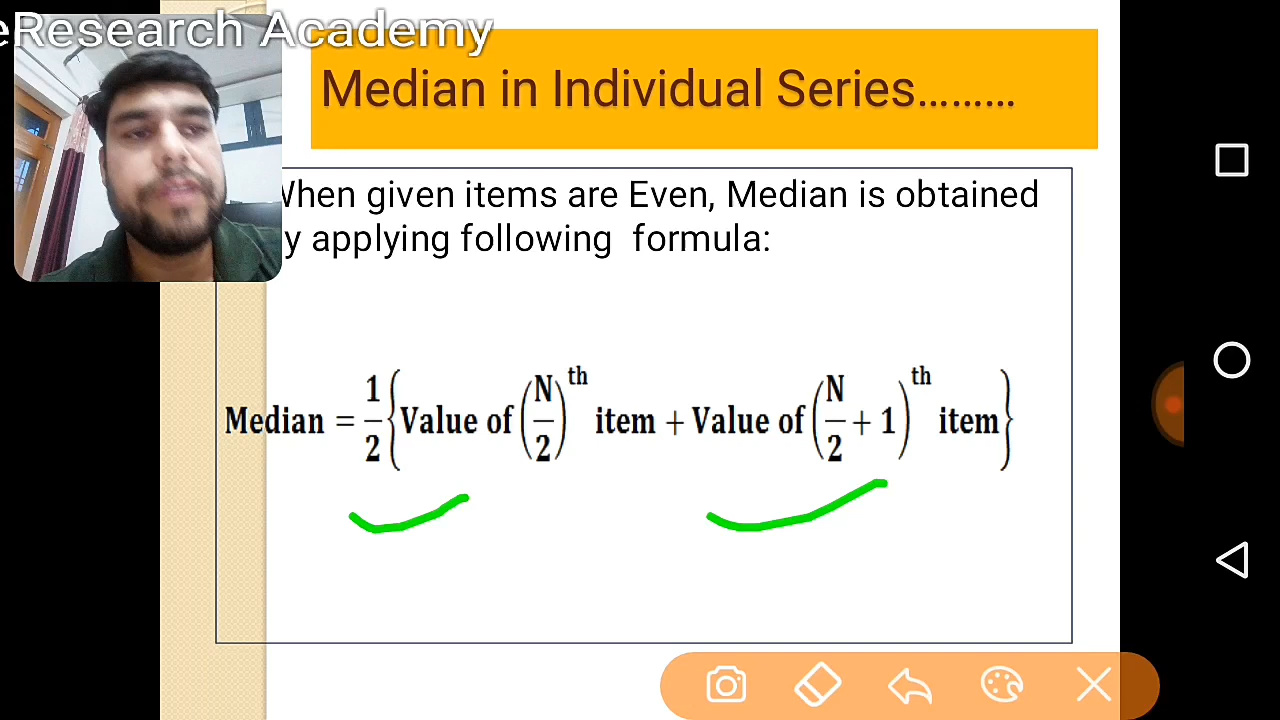 eResearch Academy
Median in Individual Series.........
When given items are Even, Median is obtained
y applying following formula:
Median = 1/2 {Value of (N/2)^th item + Value of (N/2 + 1)^th item}